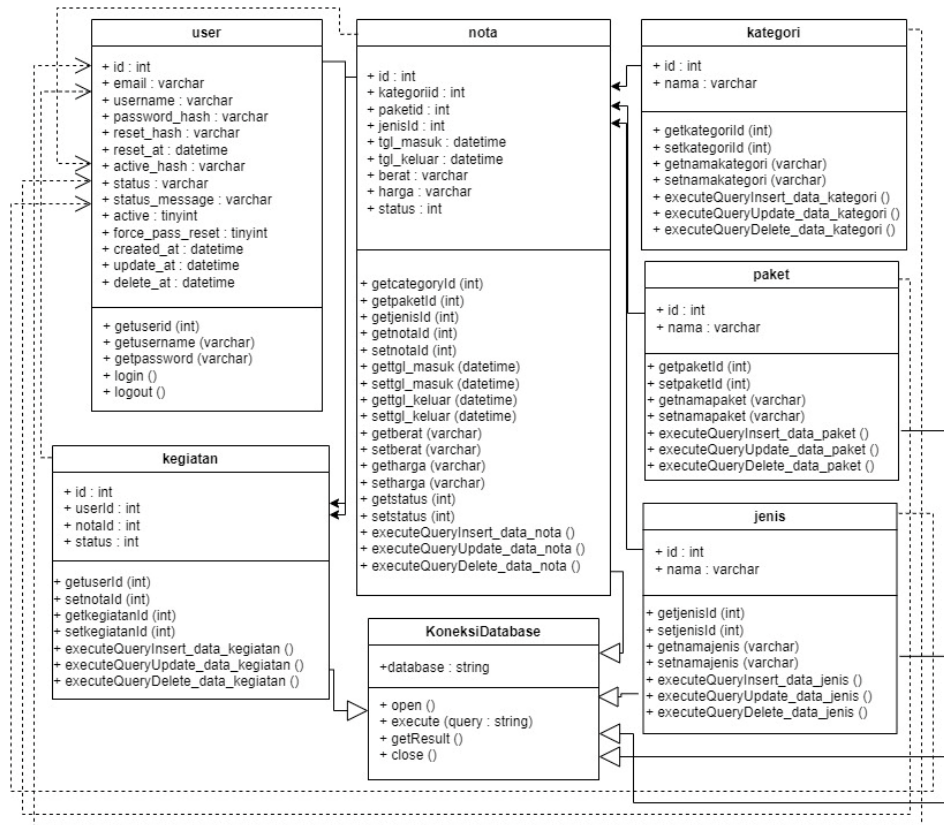 user
+ id : int
+ email : varchar
+ username : varchar
+ password_hash : varchar
+ reset_hash : varchar
+ reset_at : datetime
+ active_hash : varchar
+ status : varchar
+ status_message : varchar
+ active : tinyint
+ force_pass_reset : tinyint
+ created_at : datetime
+ update_at : datetime
+ delete_at : datetime
+ getuserid (int)
+ getusername (varchar)
+ getpassword (varchar)
+ login ()
+ logout ()
nota
+ id : int
+ kategoriid : int
+ paketid : int
+ jenisId : int
+ tgl_masuk : datetime
+ tgl_keluar : datetime
+ berat : varchar
+ harga : varchar
+ status : int
+ getcategoryId (int)
+ getpaketId (int)
+ getjenisId (int)
+ getnotaId (int)
+ setnotaId (int)
+ gettgl_masuk (datetime)
+ settgl_masuk (datetime)
+ gettgl_keluar (datetime)
+ settgl_keluar (datetime)
+ getberat (varchar)
+ setberat (varchar)
+ getharga (varchar)
+ setharga (varchar)
+ getstatus (int)
+ setstatus (int)
+ executeQueryInsert_data_nota ()
+ executeQueryUpdate_data_nota ()
+ executeQueryDelete_data_nota ()
kategori
+ id : int
+ nama : varchar
+ getkategoriId (int)
+ setkategoriId (int)
+ getnamakategori (varchar)
+ setnamakategori (varchar)
+ executeQueryInsert_data_kategori ()
+ executeQueryUpdate_data_kategori ()
+ executeQueryDelete_data_kategori ()
paket
+ id : int
+ nama : varchar
+ getpaketId (int)
+ setpaketId (int)
+ getnamapaket (varchar)
+ setnamapaket (varchar)
+ executeQueryInsert_data_paket ()
+ executeQueryUpdate_data_paket ()
+ executeQueryDelete_data_paket ()
kegiatan
+ id : int
+ userId : int
+ notaId : int
+ status : int
+ getuserId (int)
+ setnotaId (int)
+ getkegiatanId (int)
+ setkegiatanId (int)
+ executeQueryInsert_data_kegiatan ()
+ executeQueryUpdate_data_kegiatan ()
+ executeQueryDelete_data_kegiatan ()
jenis
+ id : int
+ nama : varchar
+ getjenisId (int)
+ setjenisId (int)
+ getnamajenis (varchar)
+ setnamajenis (varchar)
+ executeQueryInsert_data_jenis ()
+ executeQueryUpdate_data_jenis ()
+ executeQueryDelete_data_jenis ()
KoneksiDatabase
+database : string
+ open ()
+ execute (query : string)
+ getResult ()
+ close ()